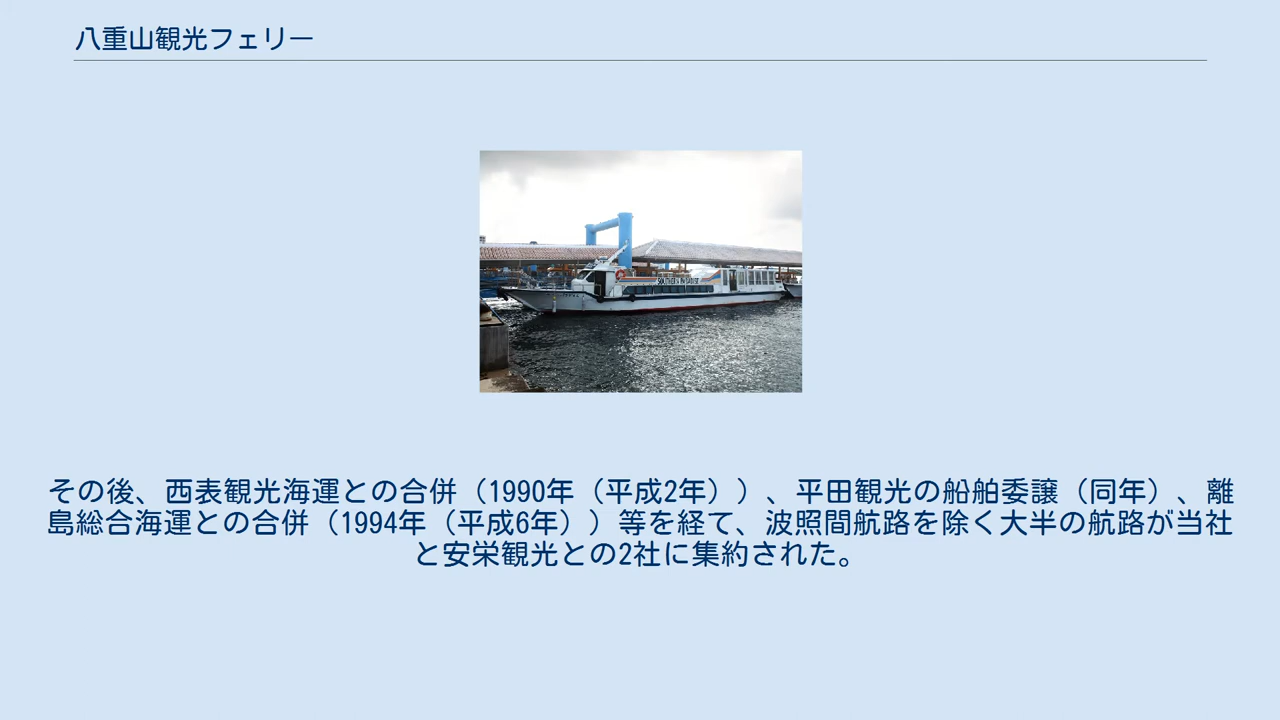 八重山観光フェリー
その後、西表観光海運との合併（1990年（平成2年））、平田観光の船舶委譲（同年）、離
島総合海運との合併（1994年（平成6年））等を経て、波照間航路を除く大半の航路が当社
と安栄観光との2社に集約された。